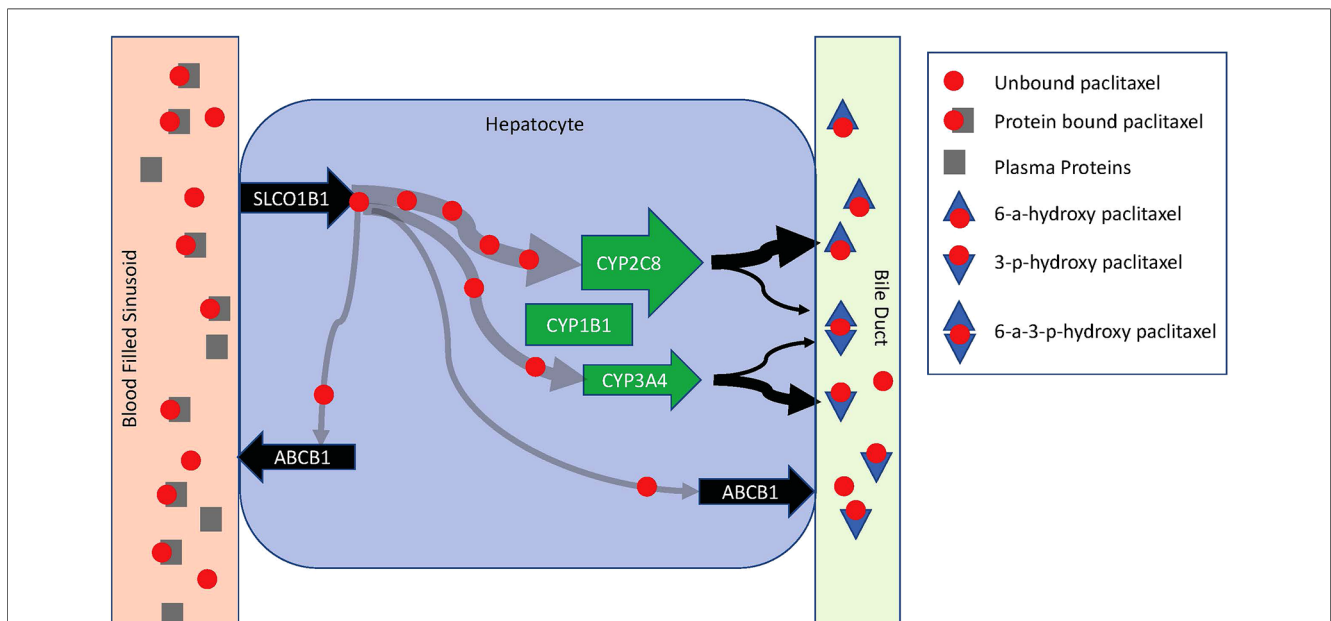 Hepatocyte
Blood Filled Sinusoid
SLCO1B1
CYP2C8
CYP1B1
CYP3A4
ABCB1
ABCB1
Bile Duct
Unbound paclitaxel
Protein bound paclitaxel
Plasma Proteins
6-a-hydroxy paclitaxel
3-p-hydroxy paclitaxel
6-a-3-p-hydroxy paclitaxel